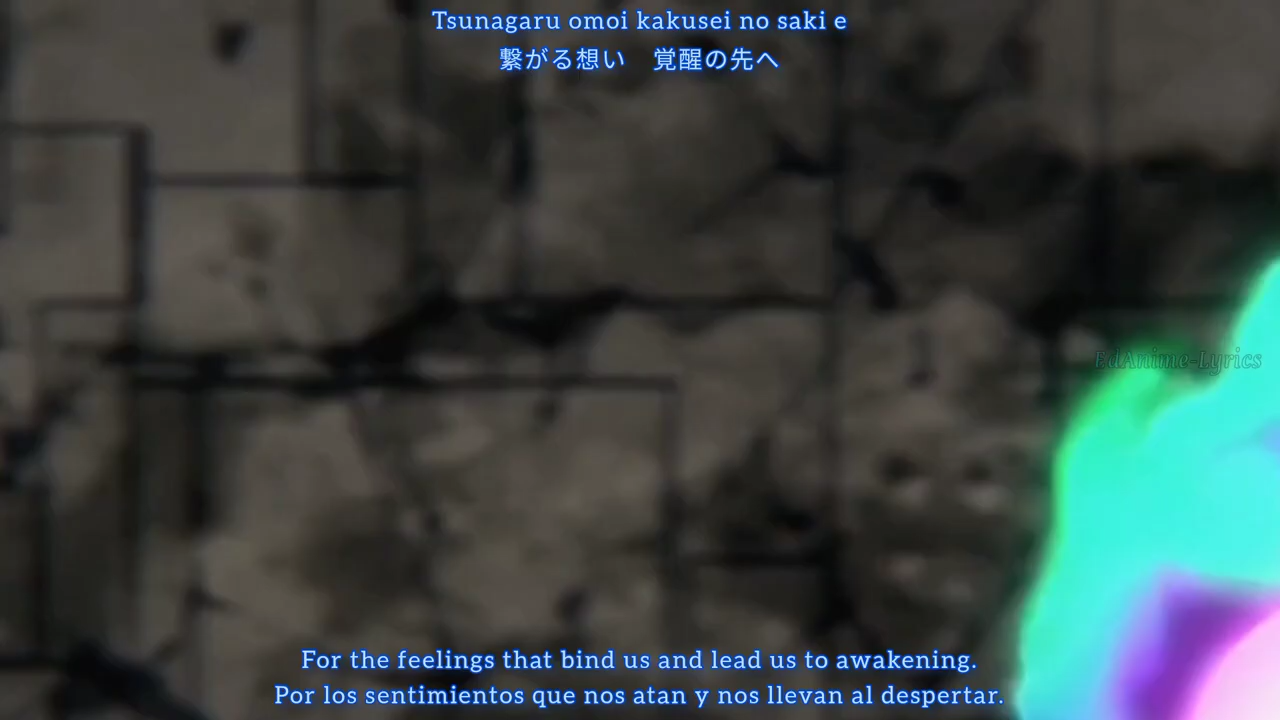 Tsunagaru omoi kakusei no saki e
繋がる想い　覚醒の先へ
EdAnime-Lyrics
For the feelings that bind us and lead us to awakening.
Por los sentimientos que nos atan y nos llevan al despertar.